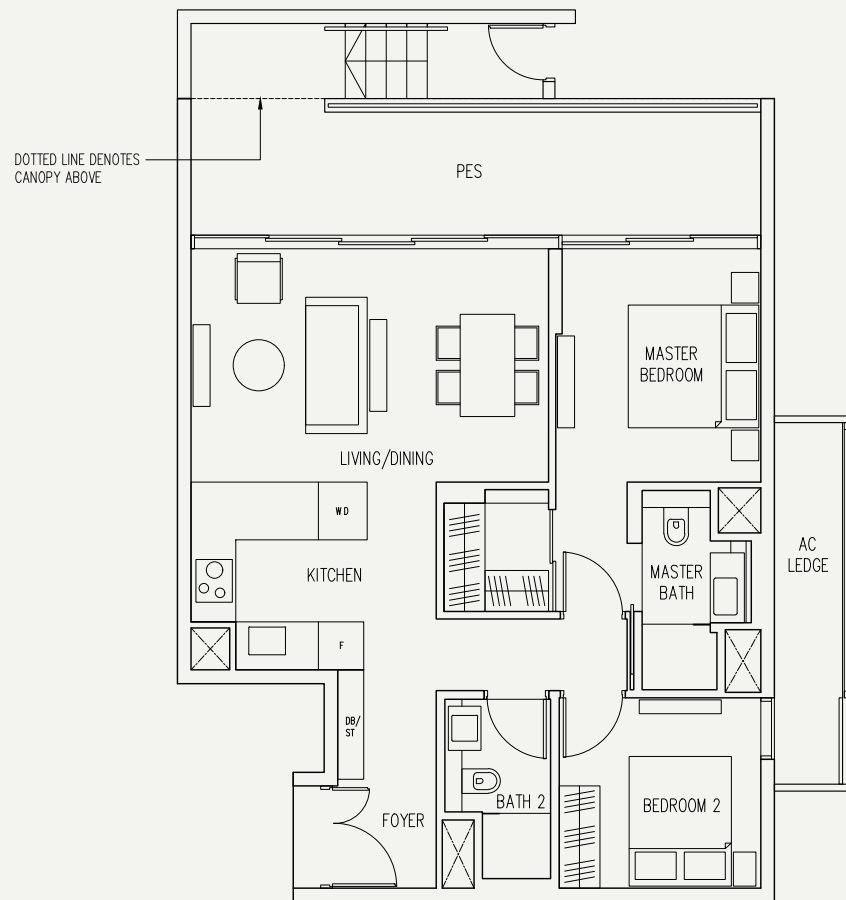 DOTTED LINE DENOTES
CANOPY ABOVE
PES
MASTER
BEDROOM
LIVING/DINING
WD
KITCHEN
MASTER
BATH
AC
LEDGE
F
DB/
ST
FOYER
BATH 2
BEDROOM 2